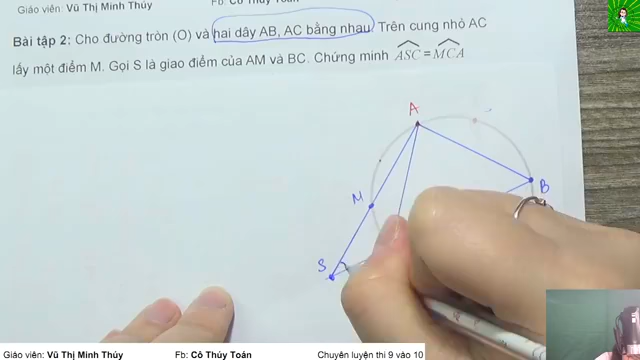 Giáo viên: Vũ Thị Minh Thúy Fb: Cô Thúy Toán
Bài tập 2: Cho đường tròn (O) và hai dây AB, AC bằng nhau. Trên cung nhỏ AC
lấy một điểm M. Gọi S là giao điểm của AM và BC. Chứng minh ASC = MCA
A
B
M
S
Giáo viên: Vũ Thị Minh Thúy Fb: Cô Thúy Toán Chuyên luyện thi 9 vào 10